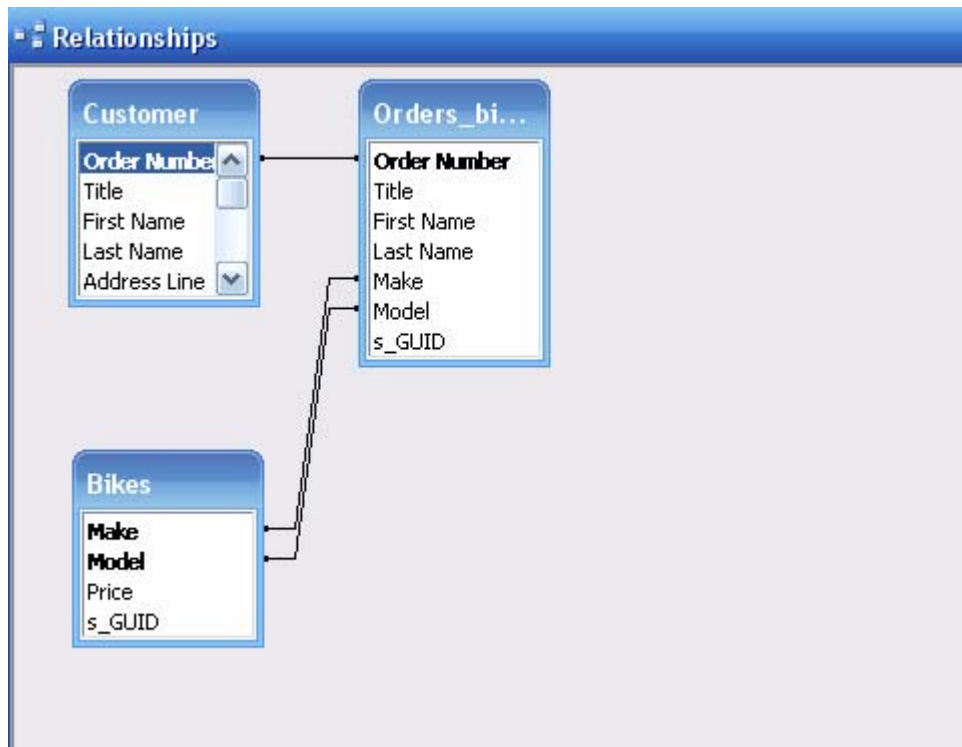 Relationships
Customer
Order Number
Title
First Name
Last Name
Address Line
Orders_bi...
Order Number
Title
First Name
Last Name
Make
Model
s_GUID
Bikes
Make
Model
Price
s_GUID